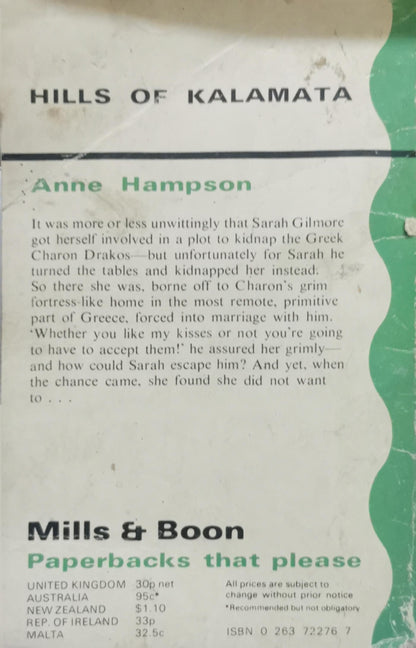 HILLS OF KALAMATA
Anne Hampson
It was more or less unwittingly that Sarah Gilmore
got herself involved in a plot to kidnap the Greek
Charon Drakos—but unfortunately for Sarah he
turned the tables and kidnapped her instead.
So there she was, borne off to Charon's grim
fortress-like home in the most remote, primitive
part of Greece, forced into marriage with him.
'Whether you like my kisses or not you're going
to have to accept them!' he assured her grimly—
and how could Sarah escape him? And yet, when
the chance came, she found she did not want
to . . .
Mills & Boon
Paperbacks that please
UNITED KINGDOM 30p net
AUSTRALIA 95c*
NEW ZEALAND $1.10
REP. OF IRELAND 33p
MALTA 32.5c
All prices are subject to
change without prior notice
*Recommended but not obligatory
ISBN 0 263 72276 7